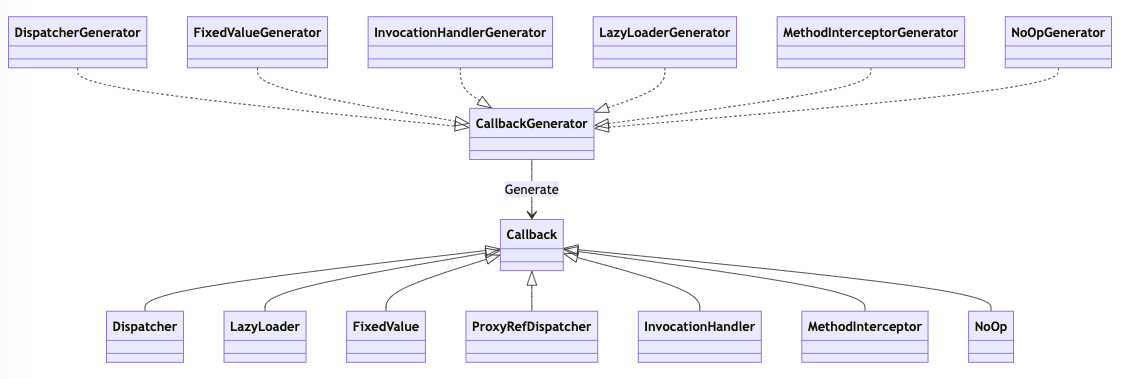 DispatcherGenerator
FixedValueGenerator
InvocationHandlerGenerator
LazyLoaderGenerator
MethodInterceptorGenerator
NoOpGenerator
CallbackGenerator
Generate
Callback
Dispatcher
LazyLoader
FixedValue
ProxyRefDispatcher
InvocationHandler
MethodInterceptor
NoOp